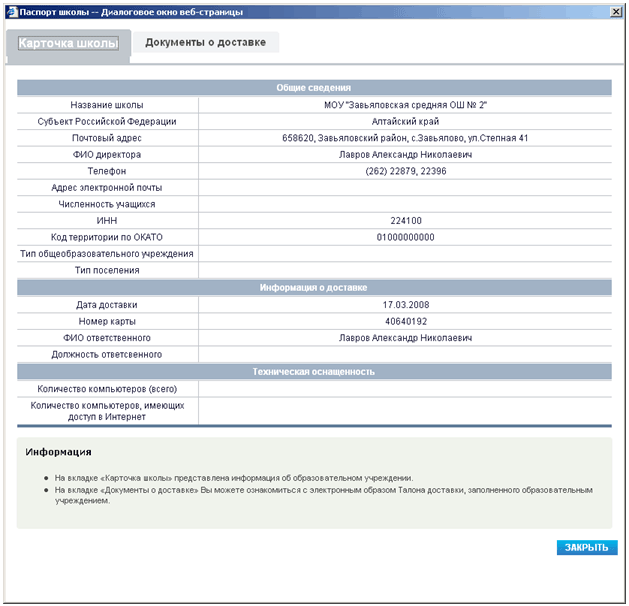 Паспорт школы -- Диалоговое окно веб-страницы
Карточка школы Документы о доставке
Общие сведения
Название школы МОУ "Завьяловская средняя ОШ № 2"
Субъект Российской Федерации Алтайский край
Почтовый адрес 658620, Завьяловский район, с.Завьялово, ул.Степная 41
ФИО директора Лавров Александр Николаевич
Телефон (262) 22879, 22396
Адрес электронной почты
Численность учащихся
ИНН 224100
Код территории по ОКАТО 01000000000
Тип общеобразовательного учреждения
Тип поселения
Информация о доставке
Дата доставки 17.03.2008
Номер карты 40640192
ФИО ответственного Лавров Александр Николаевич
Должность ответсвенного
Техническая оснащенность
Количество компьютеров (всего)
Количество компьютеров, имеющих
доступ в Интернет
Информация
На вкладке «Карточка школы» представлена информация об образовательном учреждении.
На вкладке «Документы о доставке» Вы можете ознакомиться с электронным образом Талона доставки, заполненного образовательным
учреждением.
ЗАКРЫТЬ